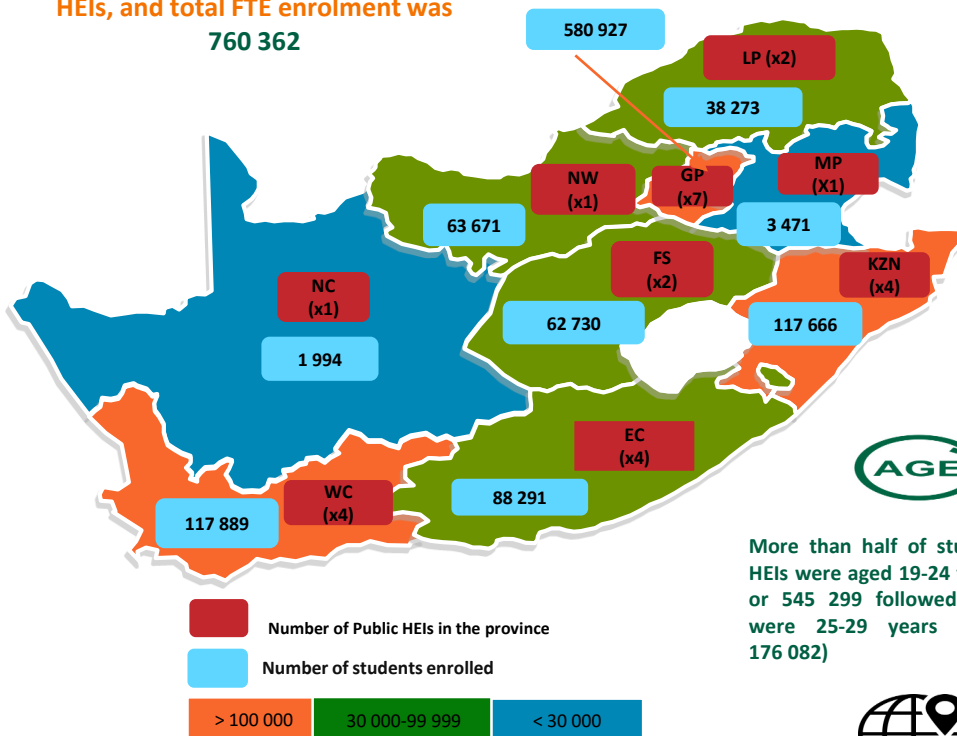 HEIs, and total FTE enrolment was
760 362
580 927
LP (x2)
38 273
MP
(X1)
3 471
NW
(x1)
63 671
GP
(x7)
FS
(x2)
62 730
KZN
(x4)
117 666
NC
(x1)
1 994
EC
(x4)
88 291
WC
(x4)
117 889
AGE
More than half of stu
HEIs were aged 19-24
or 545 299 followed
were 25-29 years
176 082)
Number of Public HEIs in the province
Number of students enrolled
> 100 000
30 000-99 999
< 30 000